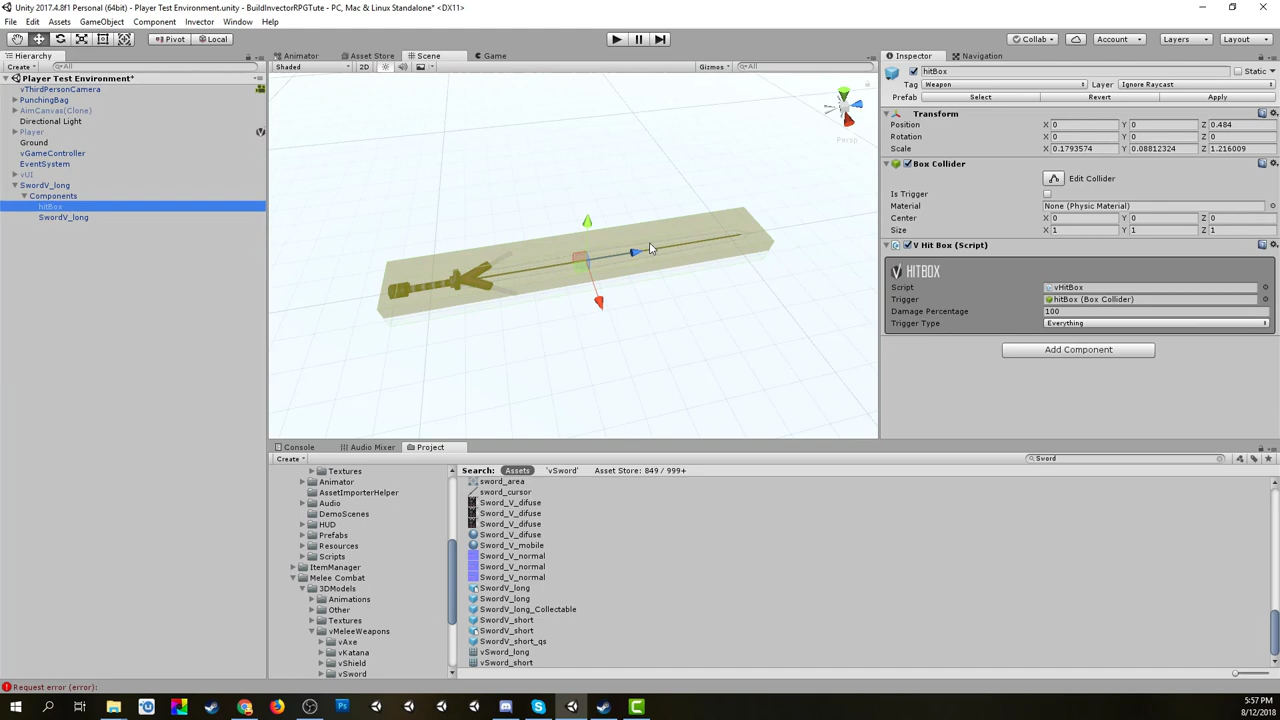 Unity 2017.4.8f1 Personal (64bit) - Player Test Environment.unity - BuildInvectorRPGTute - PC, Mac & Linux Standalone* <DX11>
File Edit Assets GameObject Component Invector Window Help
Pivot Local Collab Account Layers Layout
Hierarchy
Create All
Player Test Environment*
vThirdPersonCamera
PunchingBag
AimCanvas(Clone)
Directional Light
Player
Ground
vGameController
EventSystem
vUI
SwordV_long
Components
hitBox
SwordV_long
Animator Asset Store Scene Game
Shaded 2D Gizmos All
Persp
Inspector Navigation
hitBox Static
Tag Weapon Layer Ignore Raycast
Prefab Select Revert Apply
Transform
Position X 0 Y 0 Z 0.484
Rotation X 0 Y 0 Z 0
Scale X 0.1793574 Y 0.08812324 Z 1.216009
Box Collider
Edit Collider
Is Trigger
Material None (Physic Material)
Center X 0 Y 0 Z 0
Size X 1 Y 1 Z 1
V Hit Box (Script)
HITBOX
Script vHitBox
Trigger hitBox (Box Collider)
Damage Percentage 100
Trigger Type Everything
Add Component
Console Audio Mixer Project
Create Sword
Textures
Animator
AssetImporterHelper
Audio
DemoScenes
HUD
Prefabs
Resources
Scripts
ItemManager
Melee Combat
3DModels
Animations
Other
Textures
vMeleeWeapons
vAxe
vKatana
vShield
vSword
Search: Assets 'vSword' Asset Store: 849 / 999+
sword_area
sword_cursor
Sword_V_difuse
Sword_V_difuse
Sword_V_difuse
Sword_V_difuse
Sword_V_mobile
Sword_V_normal
Sword_V_normal
Sword_V_normal
SwordV_long
SwordV_long
SwordV_long_Collectable
SwordV_short
SwordV_short
SwordV_short_qs
vSword_long
vSword_short
Request error (error):
5:57 PM
8/12/2018